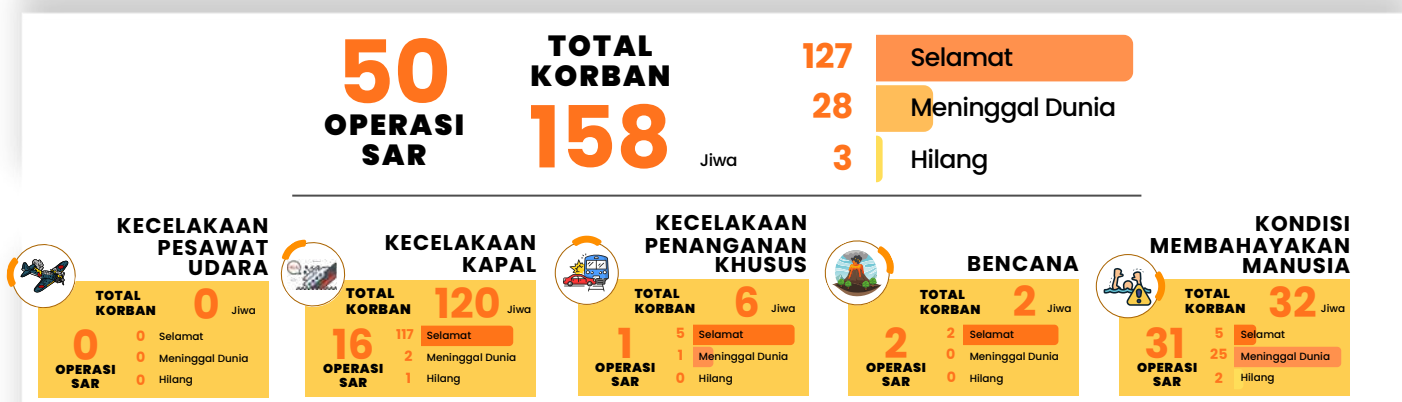 50
OPERASI
SAR
TOTAL
KORBAN
158
Jiwa
127 Selamat
28 Meninggal Dunia
3 Hilang
KECELAKAAN
PESAWAT
UDARA
TOTAL
KORBAN
0 Jiwa
0
OPERASI
SAR
0 Selamat
0 Meninggal Dunia
0 Hilang
KECELAKAAN
KAPAL
TOTAL
KORBAN
120 Jiwa
16
OPERASI
SAR
117 Selamat
2 Meninggal Dunia
1 Hilang
KECELAKAAN
PENANGANAN
KHUSUS
TOTAL
KORBAN
6 Jiwa
1
OPERASI
SAR
5 Selamat
1 Meninggal Dunia
0 Hilang
BENCANA
TOTAL
KORBAN
2 Jiwa
2
OPERASI
SAR
2 Selamat
0 Meninggal Dunia
0 Hilang
KONDISI
MEMBAHAYAKAN
MANUSIA
TOTAL
KORBAN
32 Jiwa
31
OPERASI
SAR
5 Selamat
25 Meninggal Dunia
2 Hilang